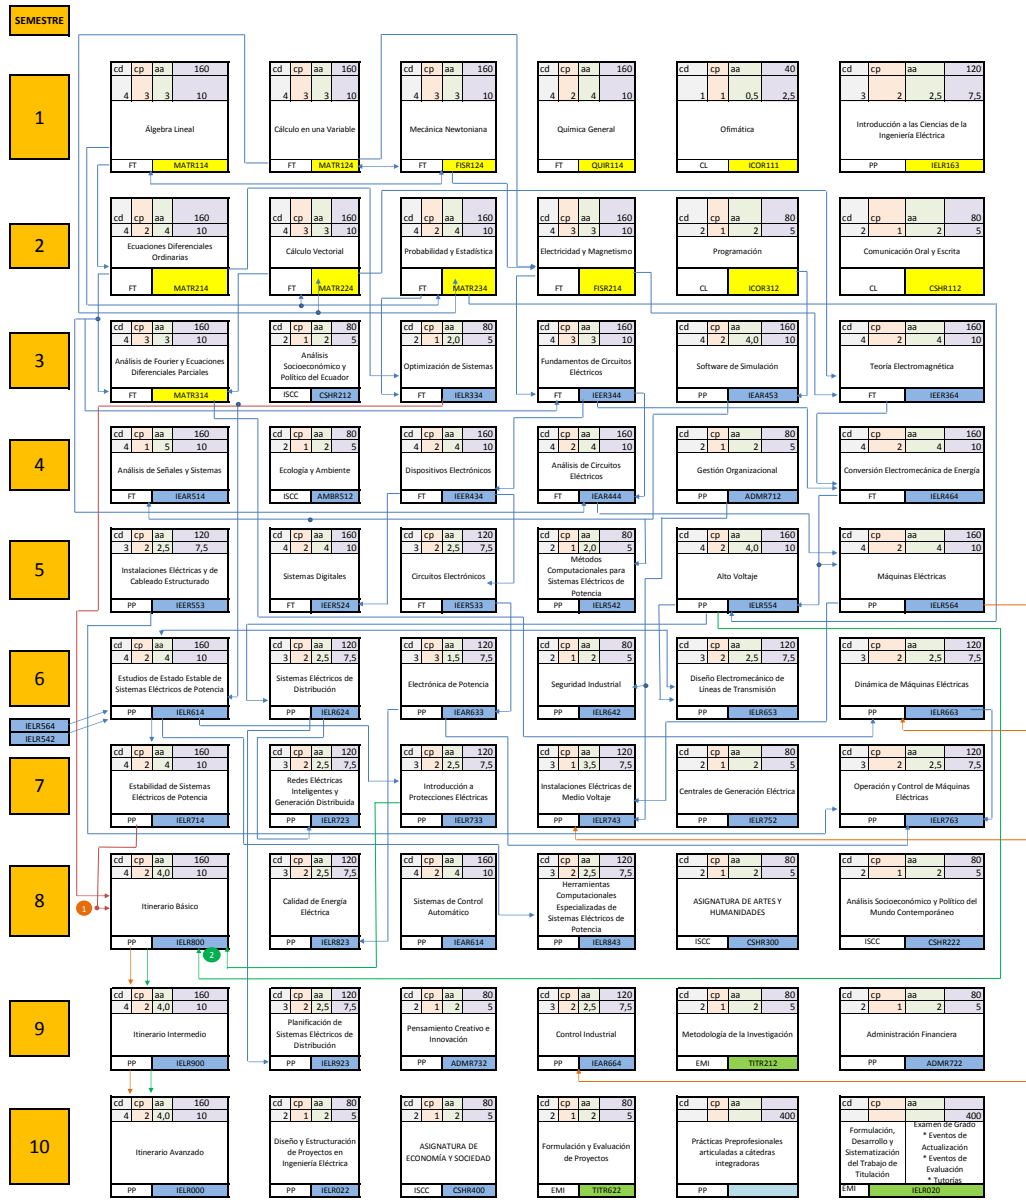 SEMESTRE
1
cd cp aa 160
4 3 3 10
Álgebra Lineal
FT MATR114
cd cp aa 160
4 3 3 10
Cálculo en una Variable
FT MATR124
cd cp aa 160
4 3 3 10
Mecánica Newtoniana
FT FISR124
cd cp aa 160
4 2 4 10
Química General
FT QUIR114
cd cp aa 40
1 1 0,5 2,5
Ofimática
CL ICOR111
cd cp aa 120
3 2 2,5 7,5
Introducción a las Ciencias de la
Ingeniería Eléctrica
PP IELR163
2
cd cp aa 160
4 2 4 10
Ecuaciones Diferenciales
Ordinarias
FT MATR214
cd cp aa 160
4 3 3 10
Cálculo Vectorial
FT MATR224
cd cp aa 160
4 2 4 10
Probabilidad y Estadística
FT MATR234
cd cp aa 160
4 3 3 10
Electricidad y Magnetismo
FT FISR214
cd cp aa 80
2 1 2 5
Programación
CL ICOR312
cd cp aa 80
2 1 2 5
Comunicación Oral y Escrita
CL CSHR112
3
cd cp aa 160
4 3 3 10
Análisis de Fourier y Ecuaciones
Diferenciales Parciales
FT MATR314
cd cp aa 80
2 1 2 5
Análisis
Socioeconómico y
Político del Ecuador
ISCC CSHR212
cd cp aa 80
2 1 2,0 5
Optimización de Sistemas
FT IELR334
cd cp aa 160
4 3 3 10
Fundamentos de Circuitos
Eléctricos
FT IEER344
cd cp aa 160
4 2 4,0 10
Software de Simulación
PP IEAR453
cd cp aa 160
4 2 4 10
Teoría Electromagnética
FT IEER364
4
cd cp aa 160
4 1 5 10
Análisis de Señales y Sistemas
FT IEAR514
cd cp aa 80
2 1 2 5
Ecología y Ambiente
ISCC AMBR512
cd cp aa 160
4 2 4 10
Dispositivos Electrónicos
FT IEER434
cd cp aa 160
4 2 4 10
Análisis de Circuitos
Eléctricos
FT IEAR444
cd cp aa 80
2 1 2 5
Gestión Organizacional
PP ADMR712
cd cp aa 160
4 2 4 10
Conversión Electromecánica de Energía
FT IELR464
5
cd cp aa 120
3 2 2,5 7,5
Instalaciones Eléctricas y de
Cableado Estructurado
PP IEER553
cd cp aa 160
4 2 4 10
Sistemas Digitales
FT IEER524
cd cp aa 120
3 2 2,5 7,5
Circuitos Electrónicos
FT IEER533
cd cp aa 80
2 1 2,0 5
Métodos
Computacionales para
Sistemas Eléctricos de
Potencia
PP IELR542
cd cp aa 160
4 2 4,0 10
Alto Voltaje
PP IELR554
cd cp aa 160
4 2 4 10
Máquinas Eléctricas
PP IELR564
6
IELR564
IELR542
cd cp aa 160
4 2 4 10
Estudios de Estado Estable de
Sistemas Eléctricos de Potencia
PP IELR614
cd cp aa 120
3 2 2,5 7,5
Sistemas Eléctricos de
Distribución
PP IELR624
cd cp aa 120
3 3 1,5 7,5
Electrónica de Potencia
PP IEAR633
cd cp aa 80
2 1 2 5
Seguridad Industrial
PP IELR642
cd cp aa 120
3 2 2,5 7,5
Diseño Electromecánico de
Líneas de Transmisión
PP IELR653
cd cp aa 120
3 2 2,5 7,5
Dinámica de Máquinas Eléctricas
PP IELR663
7
cd cp aa 160
4 2 4 10
Estabilidad de Sistemas
Eléctricos de Potencia
PP IELR714
cd cp aa 120
3 2 2,5 7,5
Redes Eléctricas
Inteligentes y
Generación Distribuida
PP IELR723
cd cp aa 120
3 2 2,5 7,5
Introducción a
Protecciones Eléctricas
PP IELR733
cd cp aa 120
3 1 3,5 7,5
Instalaciones Eléctricas de
Medio Voltaje
PP IELR743
cd cp aa 80
2 1 2 5
Centrales de Generación Eléctrica
PP IELR752
cd cp aa 120
3 2 2,5 7,5
Operación y Control de Máquinas
Eléctricas
PP IELR763
8
1
cd cp aa 160
4 2 4,0 10
Itinerario Básico
PP IELR800
2
cd cp aa 120
3 2 2,5 7,5
Calidad de Energía
Eléctrica
PP IELR823
cd cp aa 160
4 2 4 10
Sistemas de Control
Automático
PP IEAR614
cd cp aa 120
3 2 2,5 7,5
Herramientas
Computacionales
Especializadas de
Sistemas Eléctricos de
Potencia
PP IELR843
cd cp aa 80
2 1 2 5
ASIGNATURA DE ARTES Y
HUMANIDADES
ISCC CSHR300
cd cp aa 80
2 1 2 5
Análisis Socioeconómico y Político del
Mundo Contemporáneo
ISCC CSHR222
9
cd cp aa 160
4 2 4,0 10
Itinerario Intermedio
PP IELR900
cd cp aa 120
3 2 2,5 7,5
Planificación de
Sistemas Eléctricos de
Distribución
PP IELR923
cd cp aa 80
2 1 2 5
Pensamiento Creativo e
Innovación
PP ADMR732
cd cp aa 120
3 2 2,5 7,5
Control Industrial
PP IEAR664
cd cp aa 80
2 1 2 5
Metodología de la Investigación
EMI TITR212
cd cp aa 80
2 1 2 5
Administración Financiera
PP ADMR722
10
cd cp aa 160
4 2 4,0 10
Itinerario Avanzado
PP IELR000
cd cp aa 80
2 1 2 5
Diseño y Estructuración
de Proyectos en
Ingeniería Eléctrica
PP IELR022
cd cp aa 80
2 1 2 5
ASIGNATURA DE
ECONOMÍA Y SOCIEDAD
ISCC CSHR400
cd cp aa 80
2 1 2 5
Formulación y Evaluación
de Proyectos
EMI TITR622
cd cp aa
400
Prácticas Preprofesionales
articuladas a cátedras
integradoras
PP
cd cp aa
400
Formulación,
Desarrollo y
Sistematización
del Trabajo de
Titulación
Examen de Grado
* Eventos de
Actualización
* Eventos de
Evaluación
* Tutorías
EMI IELR020